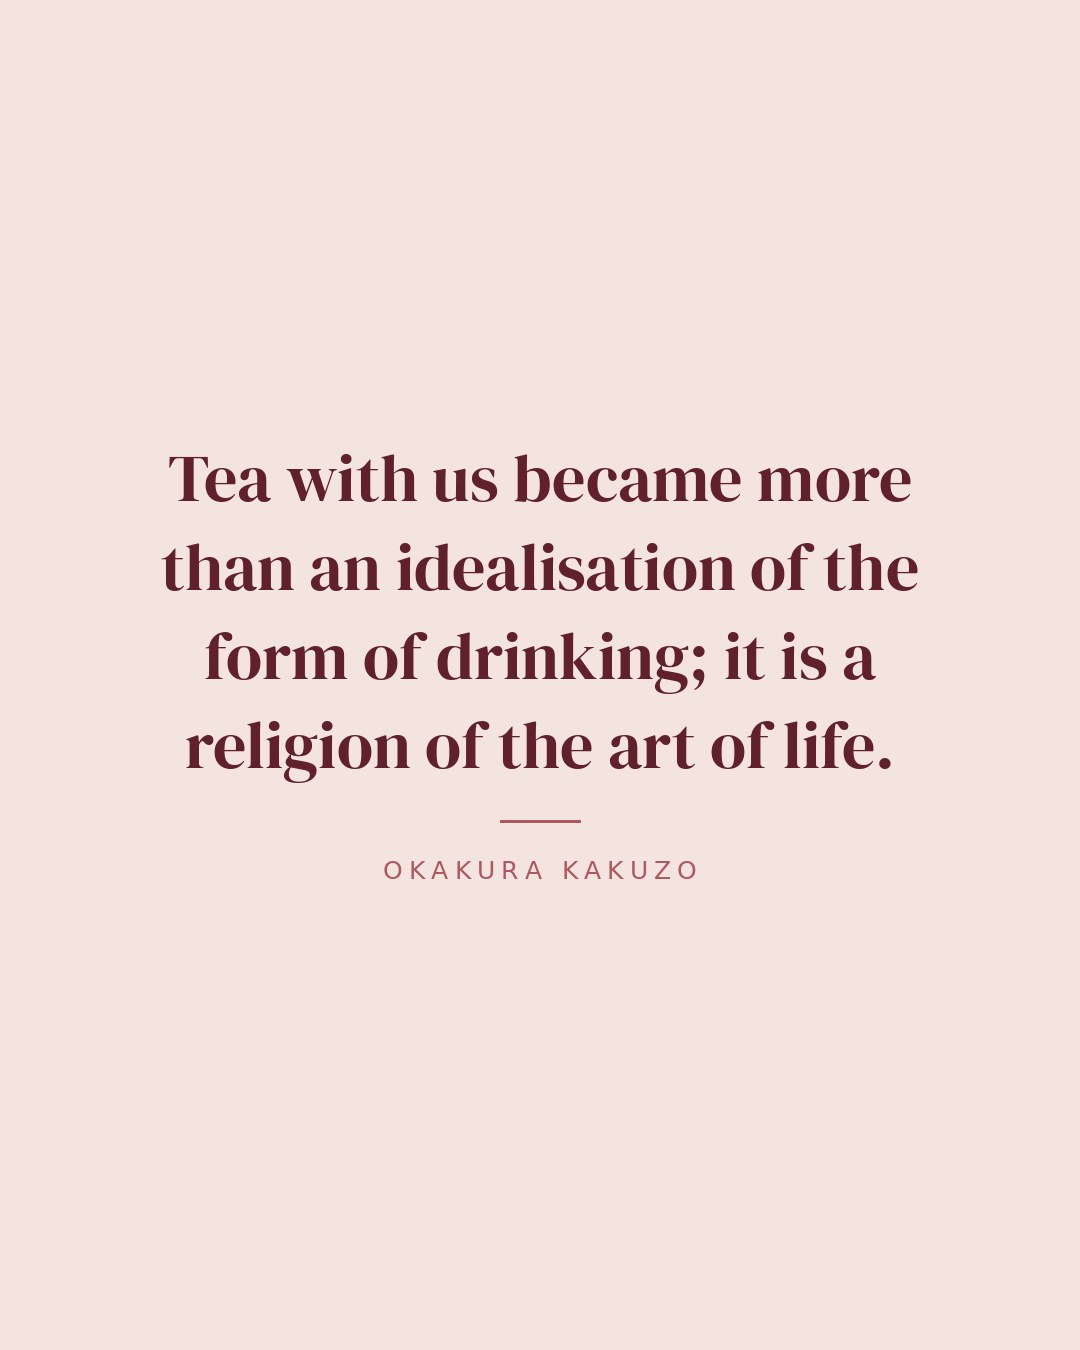 Tea with us became more
than an idealisation of the
form of drinking; it is a
religion of the art of life.
OKAKURA KAKUZO